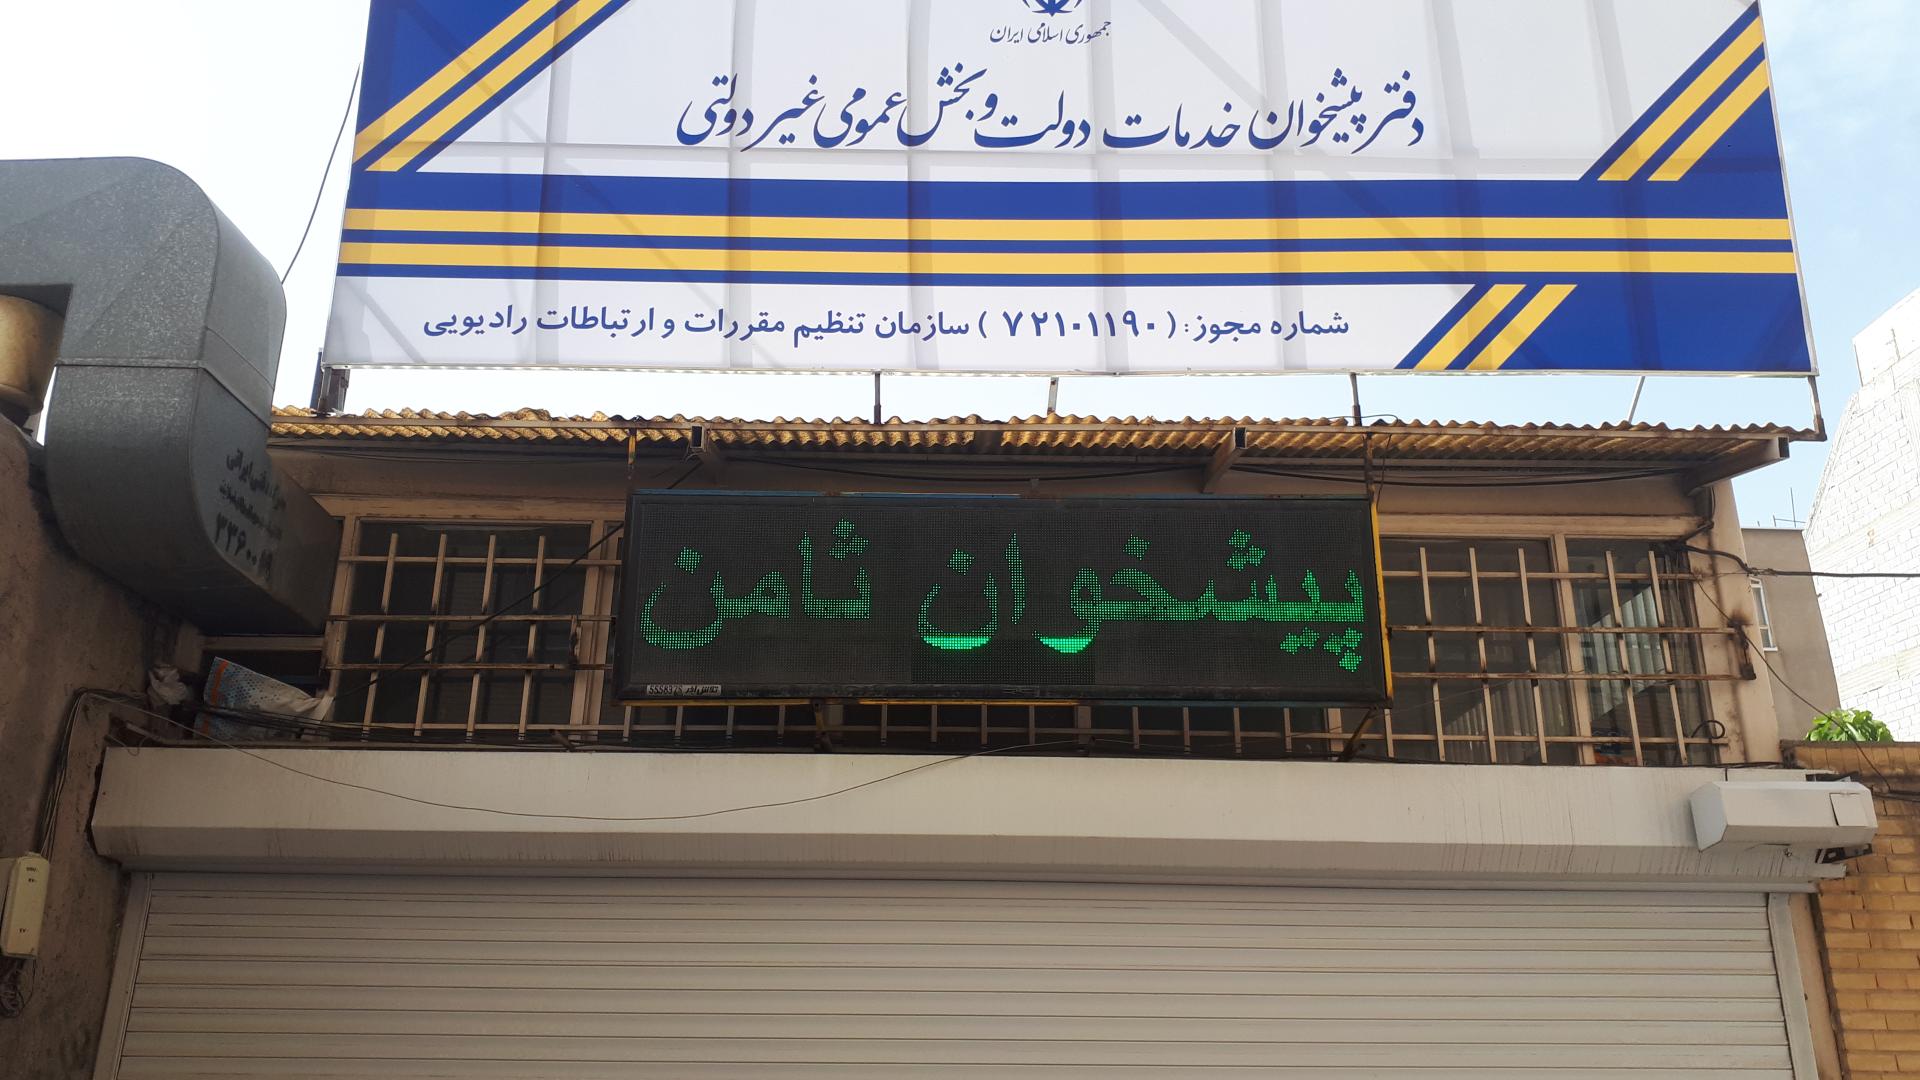 جمهوری اسلامی ایران
دفتر پیشخوان خدمات دولت و بخش عمومی غیر دولتی
شماره مجوز: ( ۷۲۱۰۱۱۹۰ ) سازمان تنظیم مقررات و ارتباطات رادیویی
پیشخوان ثامن